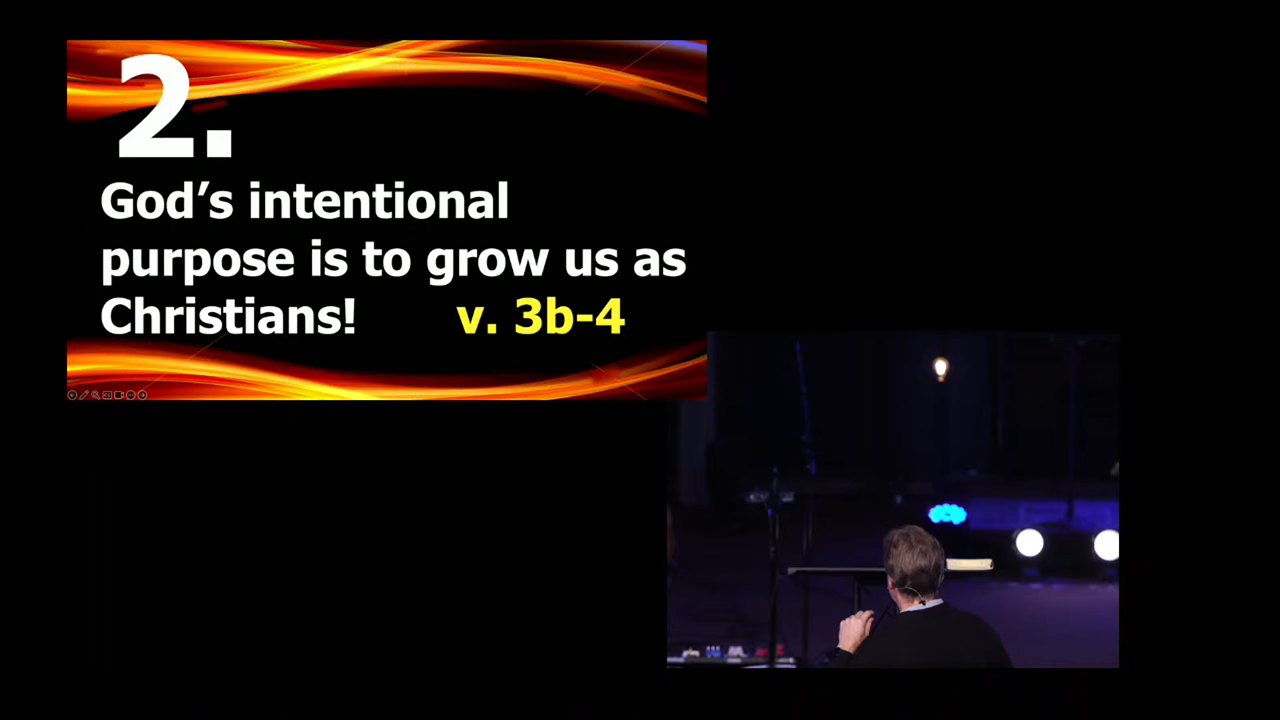 2.
God’s intentional
purpose is to grow us as
Christians! v. 3b-4